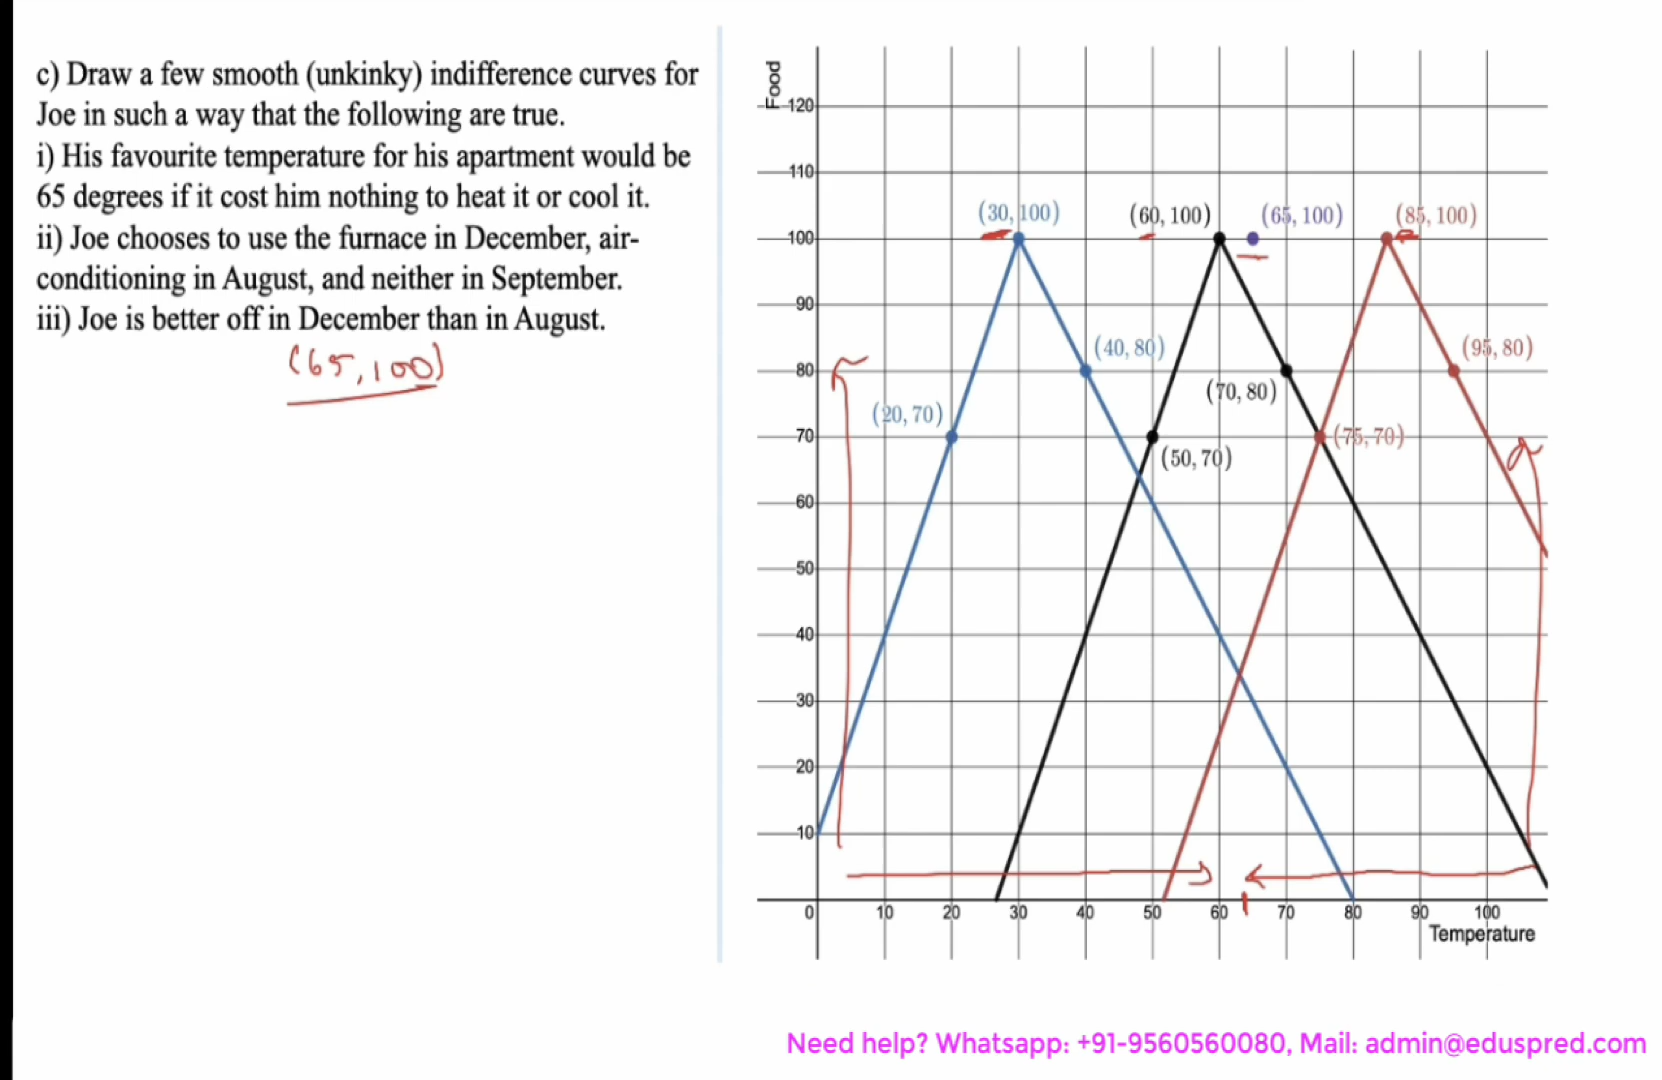 c) Draw a few smooth (unkinky) indifference curves for
Joe in such a way that the following are true.
i) His favourite temperature for his apartment would be
65 degrees if it cost him nothing to heat it or cool it.
ii) Joe chooses to use the furnace in December, air-
conditioning in August, and neither in September.
iii) Joe is better off in December than in August.
(65,100)
Food
120
110
(30, 100) (60, 100) (65, 100) (85, 100)
100
90
(40, 80) (95, 80)
80
(70, 80)
(20, 70)
70 (75, 70)
(50, 70)
60
50
40
30
20
10
0 10 20 30 40 50 60 70 80 90 100
Temperature
Need help? Whatsapp: +91-9560560080, Mail: admin@eduspred.com